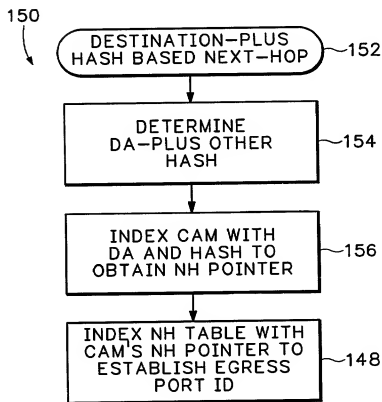 150
DESTINATION-PLUS
HASH BASED NEXT-HOP
152
DETERMINE
DA-PLUS OTHER
HASH
154
INDEX CAM WITH
DA AND HASH TO
OBTAIN NH POINTER
156
INDEX NH TABLE WITH
CAM'S NH POINTER TO
ESTABLISH EGRESS
PORT ID
148